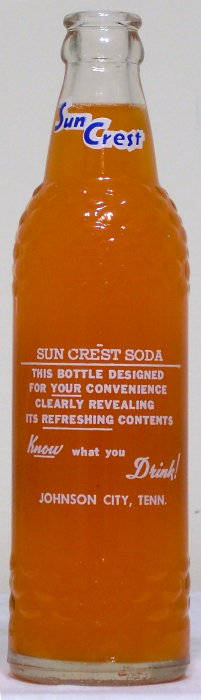 Sun
Crest
SUN CREST SODA
THIS BOTTLE DESIGNED
FOR YOUR CONVENIENCE
CLEARLY REVEALING
ITS REFRESHING CONTENTS
Know what you
Drink!
JOHNSON CITY, TENN.